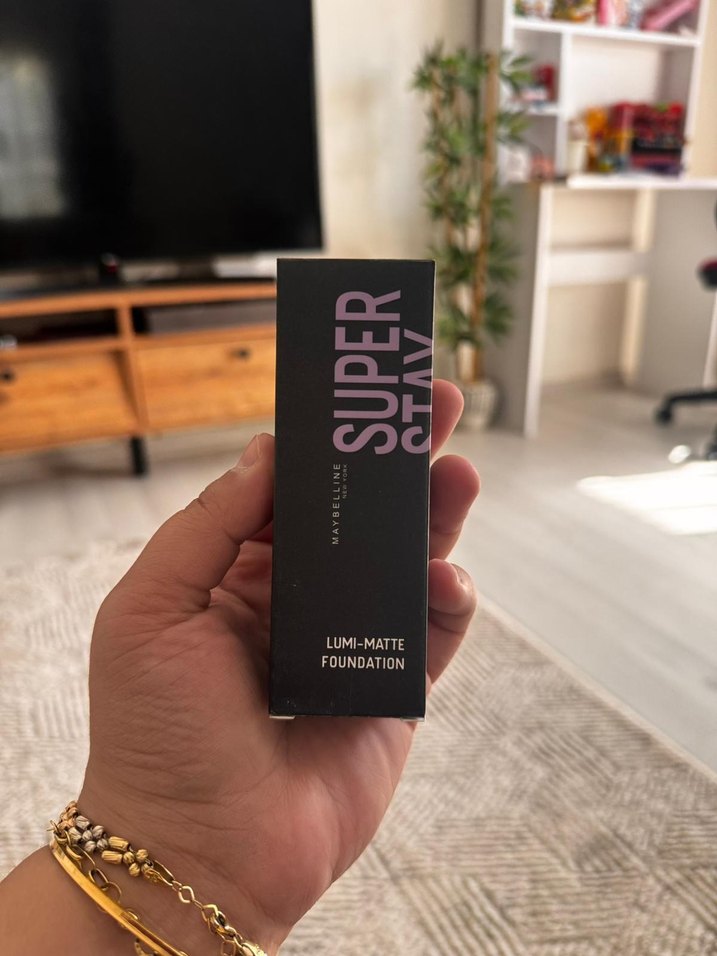 SUPER
STAY
MAYBELLINE
NEW YORK
LUMI-MATTE
FOUNDATION